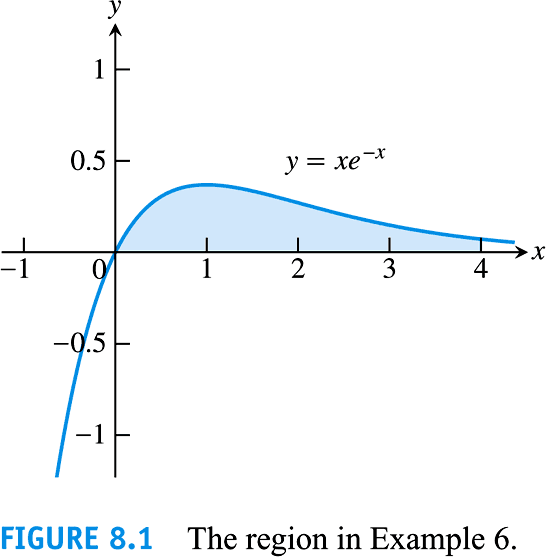 y
1
0.5
y = xe⁻ˣ
−1 0 1 2 3 4 x
−0.5
−1
FIGURE 8.1 The region in Example 6.